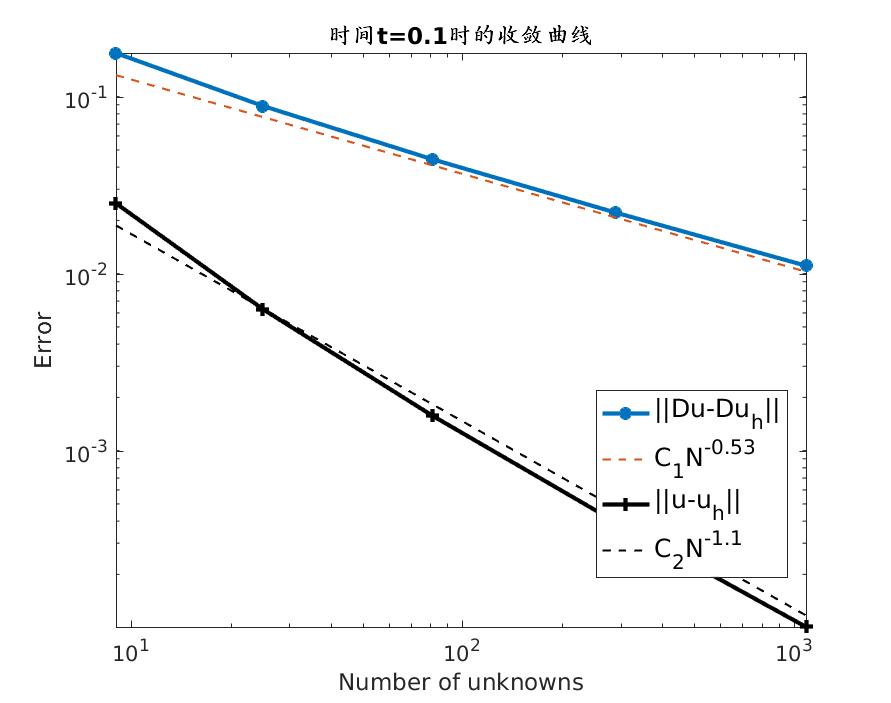 时间t=0.1时的收敛曲线
10^-1
10^-2
10^-3
Error
||Du-Du_h||
C_1N^-0.53
||u-u_h||
C_2N^-1.1
10^1
10^2
10^3
Number of unknowns